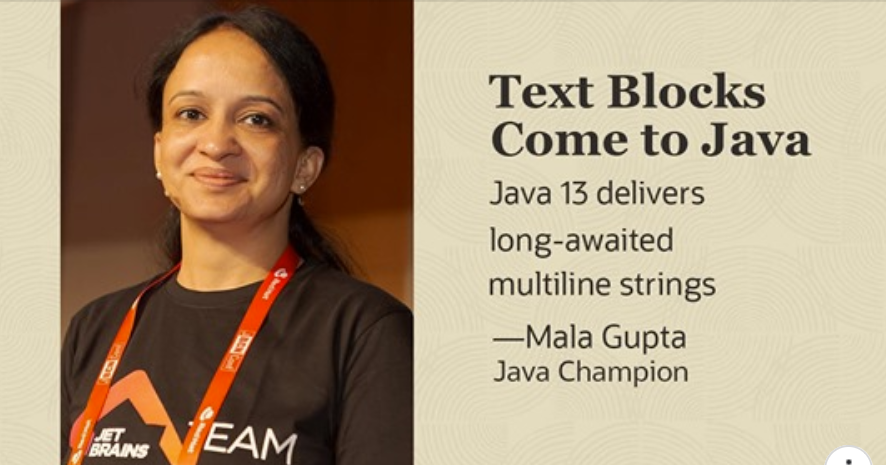 Text Blocks
Come to Java
Java 13 delivers
long-awaited
multiline strings
—Mala Gupta
Java Champion
JET
BRAINS
TEAM